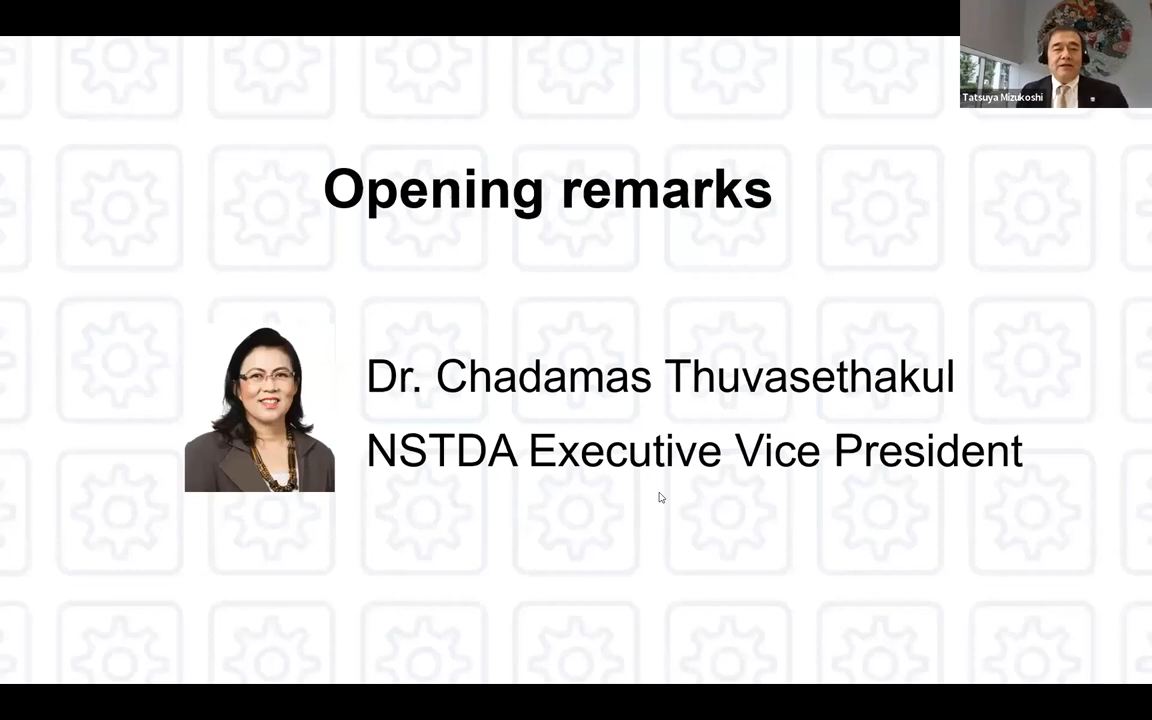 Tatsuya Mizukoshi
Opening remarks
Dr. Chadamas Thuvasethakul
NSTDA Executive Vice President